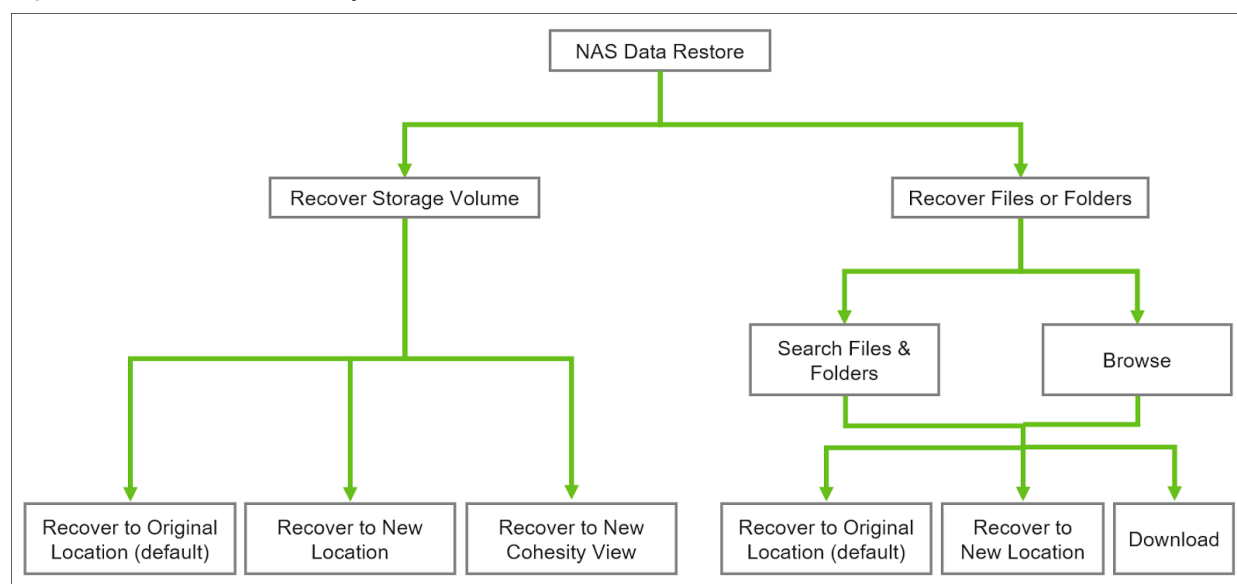 NAS Data Restore
Recover Storage Volume
Recover Files or Folders
Search Files &
Folders
Browse
Recover to Original
Location (default)
Recover to New
Location
Recover to New
Cohesity View
Recover to Original
Location (default)
Recover to
New Location
Download